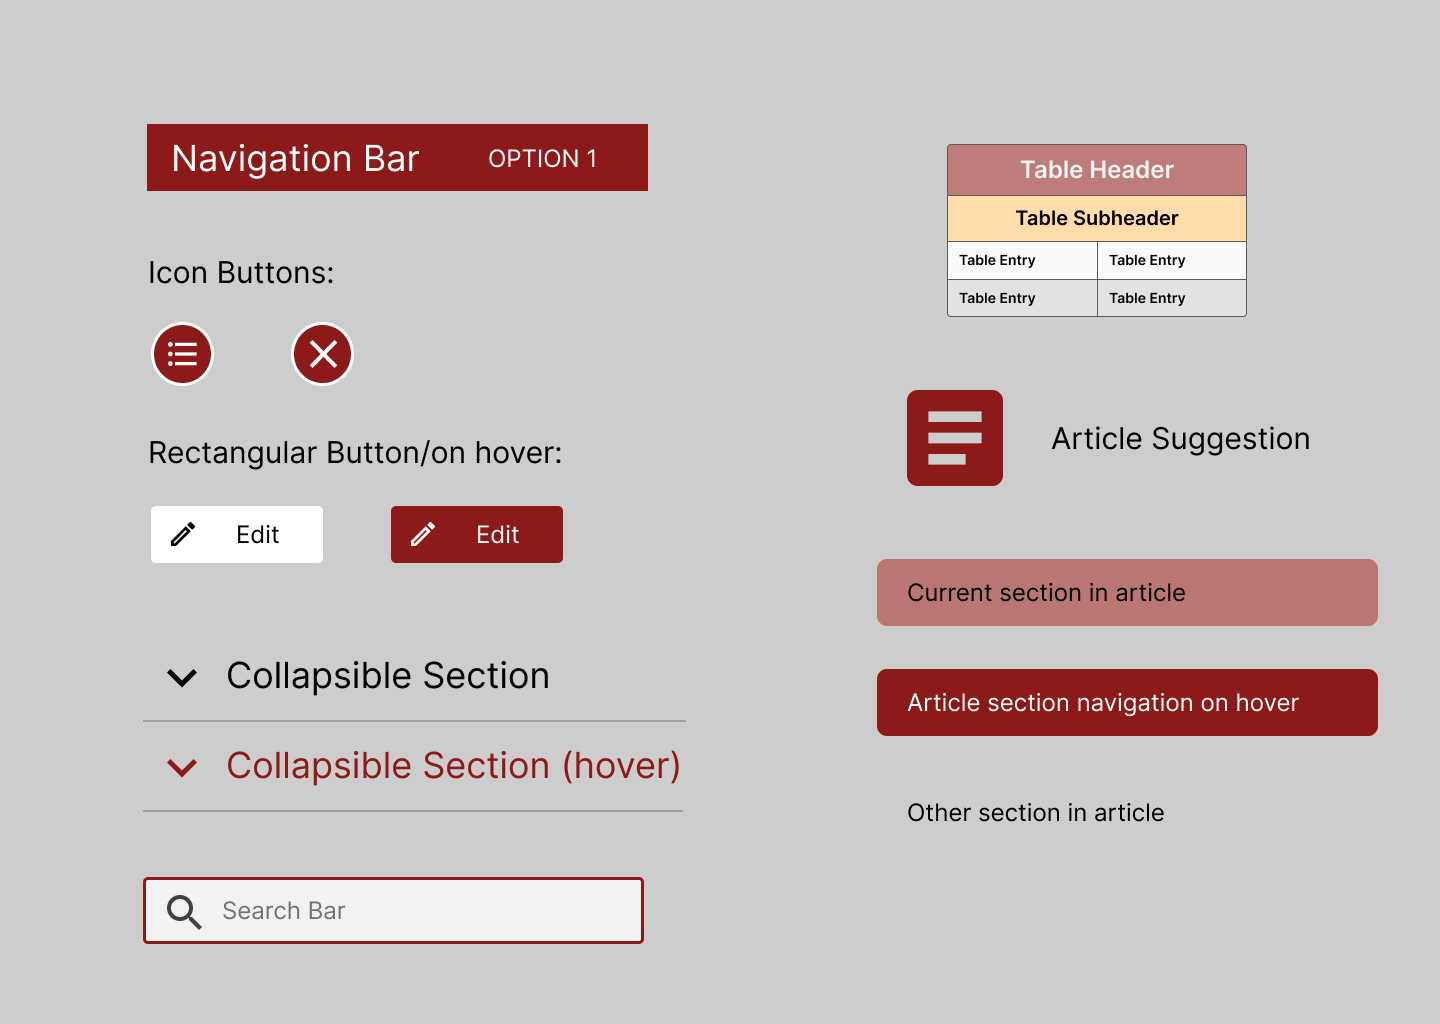 Navigation Bar OPTION 1
Icon Buttons:
Rectangular Button/on hover:
Edit Edit
Collapsible Section
Collapsible Section (hover)
Search Bar
Table Header
Table Subheader
Table Entry Table Entry
Table Entry Table Entry
Article Suggestion
Current section in article
Article section navigation on hover
Other section in article